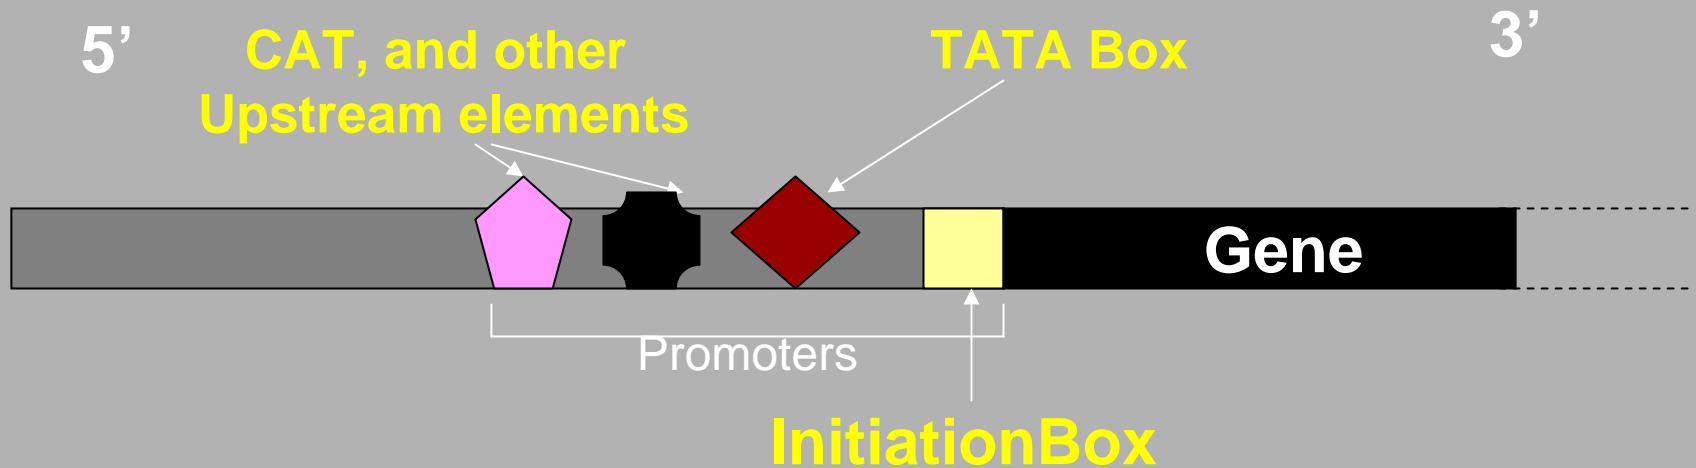 5’
CAT, and other
Upstream elements
TATA Box
3’
Gene
Promoters
InitiationBox